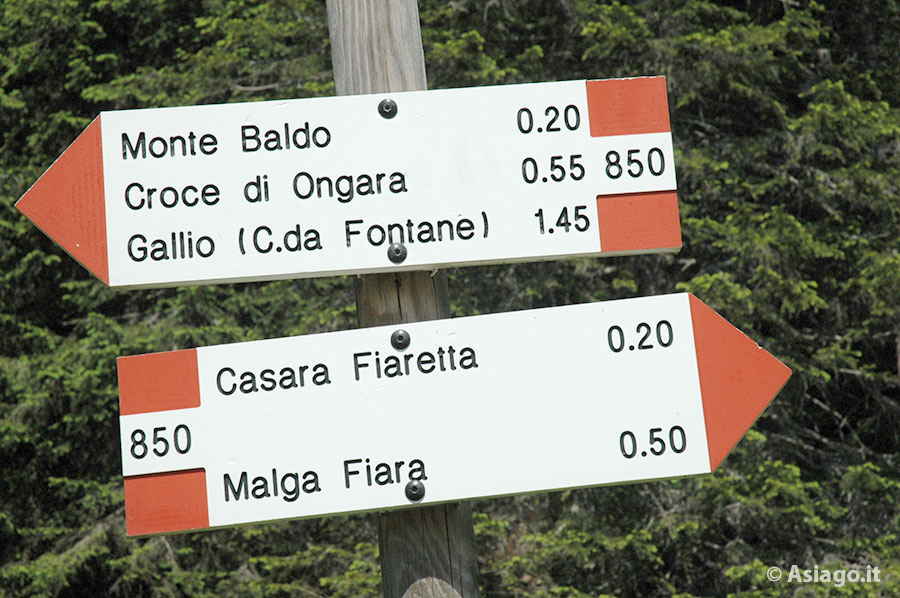 Monte Baldo 0.20
Croce di Ongara 0.55 850
Gallio (C.da Fontane) 1.45
Casara Fiaretta 0.20
850
Malga Fiara 0.50
© Asiago.it